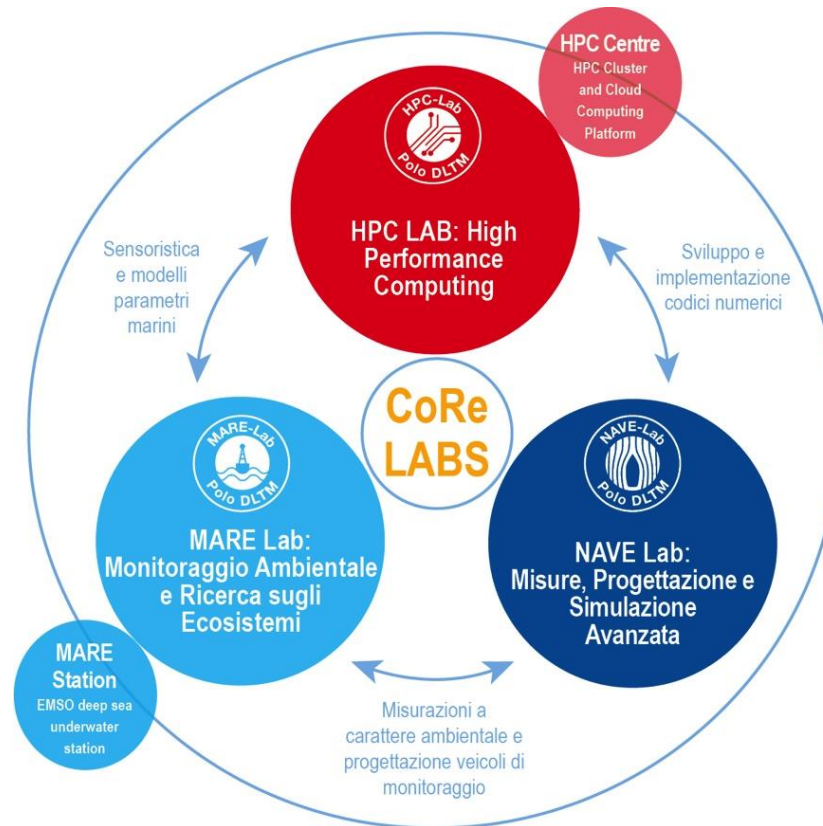 HPC Centre
HPC Cluster
and Cloud
Computing
Platform
HPC-Lab
Polo DLTM
HPC LAB: High
Performance
Computing
Sensoristica
e modelli
parametri
marini
Sviluppo e
implementazione
codici numerici
CoRe
LABS
MARE-Lab
Polo DLTM
MARE Lab:
Monitoraggio Ambientale
e Ricerca sugli
Ecosistemi
NAVE-Lab
Polo DLTM
NAVE Lab:
Misure, Progettazione e
Simulazione
Avanzata
MARE
Station
EMSO deep sea
underwater
station
Misurazioni a
carattere ambientale e
progettazione veicoli di
monitoraggio